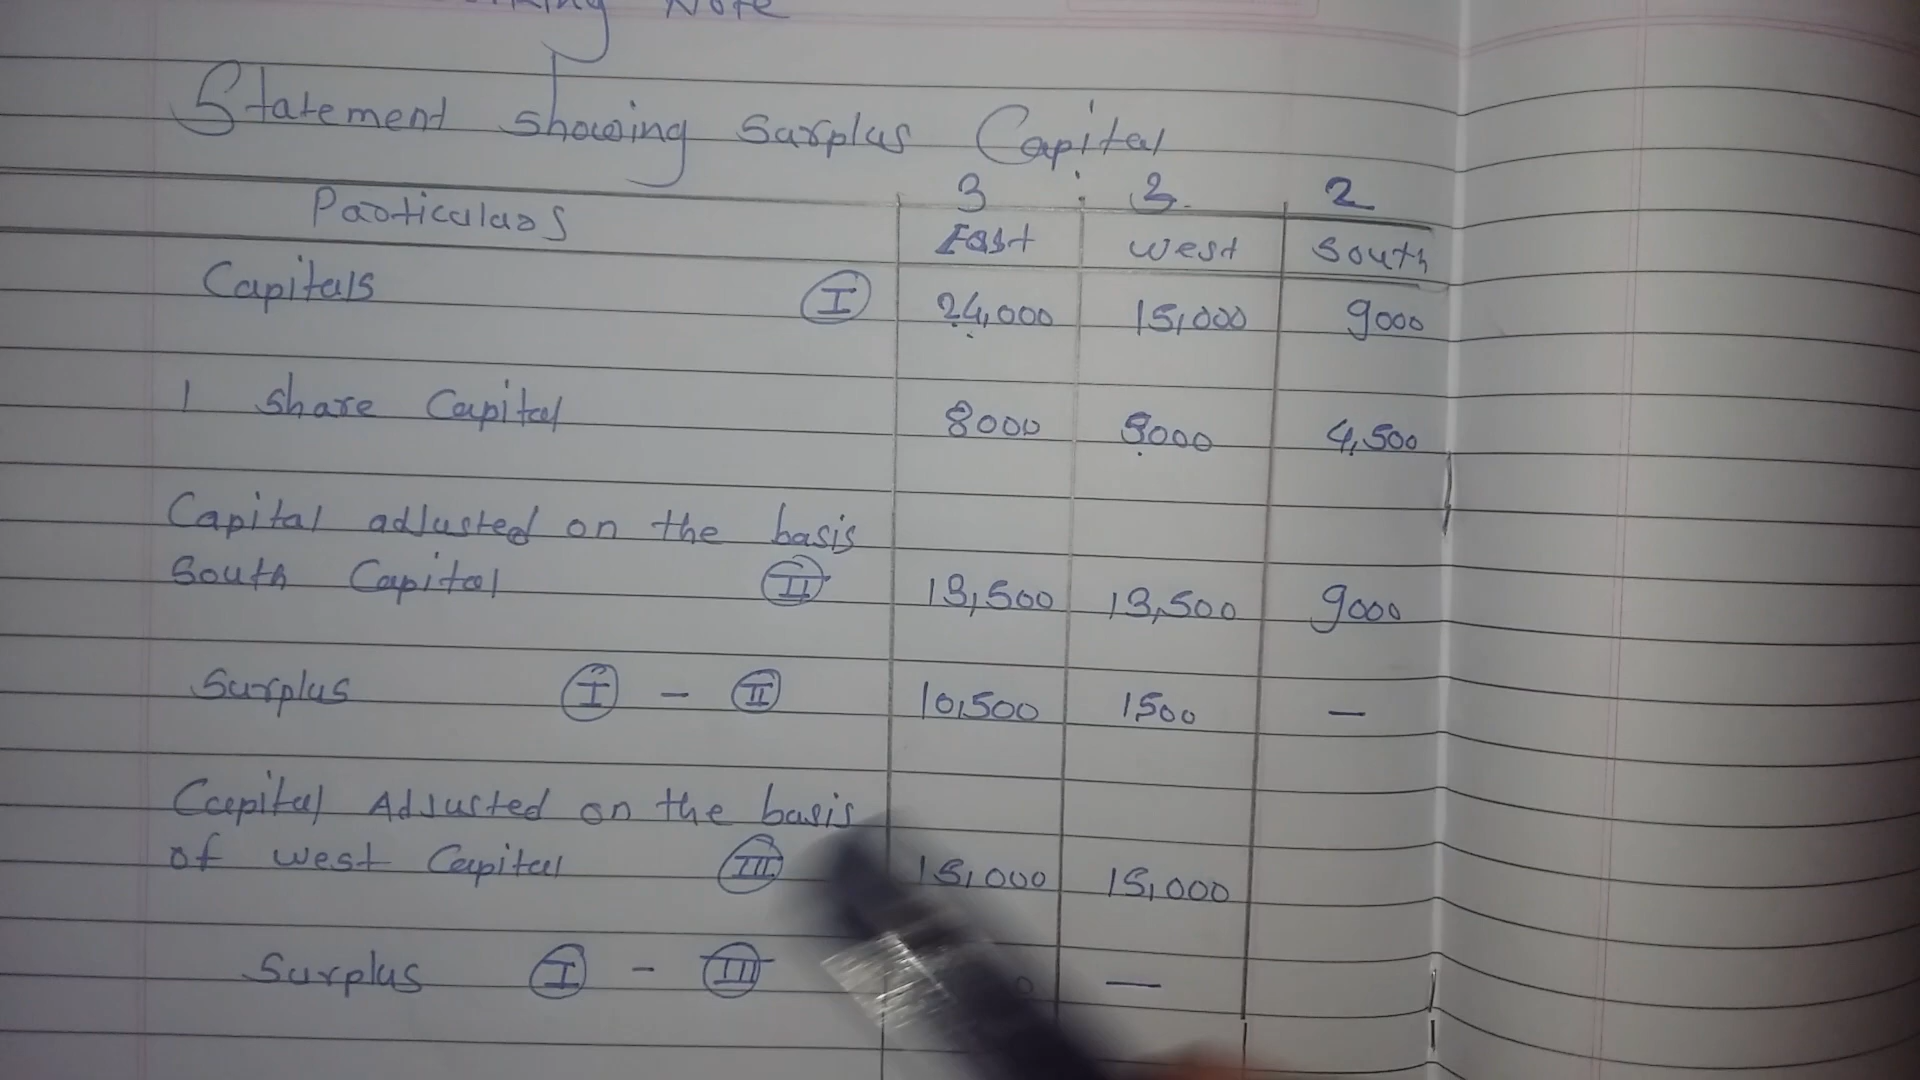 Note
Statement showing Surplus Capital
3 : 3 2
Particulars East West South
Capitals I 24,000 15,000 9000
1 share Capital 8000 5000 4,500
Capital adjusted on the basis
South Capital II 13,500 13,500 9000
Surplus I - II 10,500 1500 —
Capital Adjusted on the basis
of west Capital III 15,000 15,000
Surplus I - III —